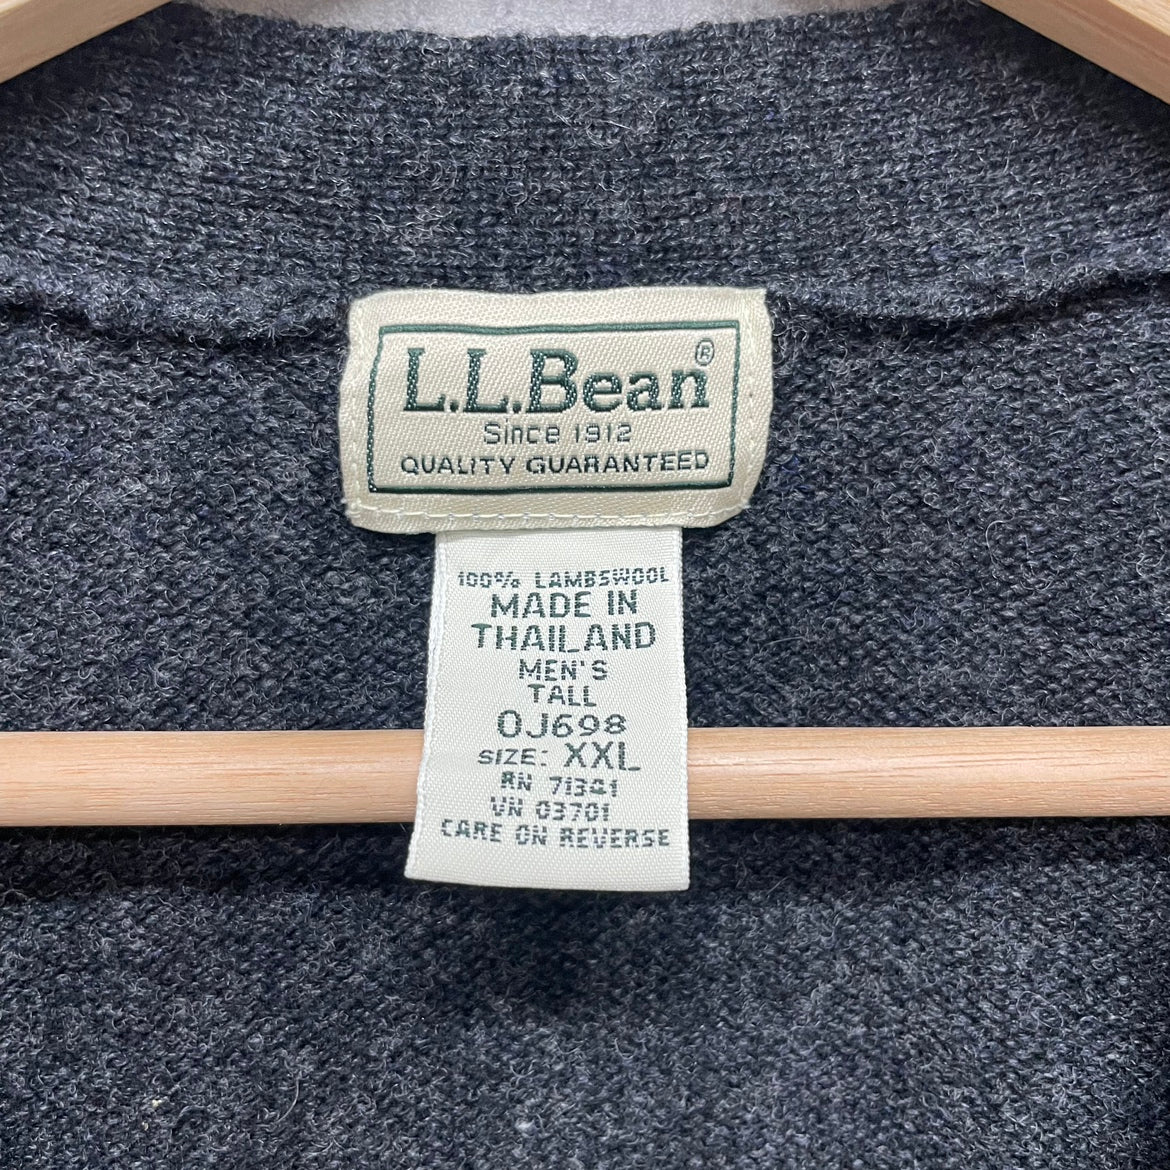 L.L.Bean®
Since 1912
QUALITY GUARANTEED
100% LAMBSWOOL
MADE IN
THAILAND
MEN'S
TALL
0J698
SIZE: XXL
RN 71341
VN 03701
CARE ON REVERSE